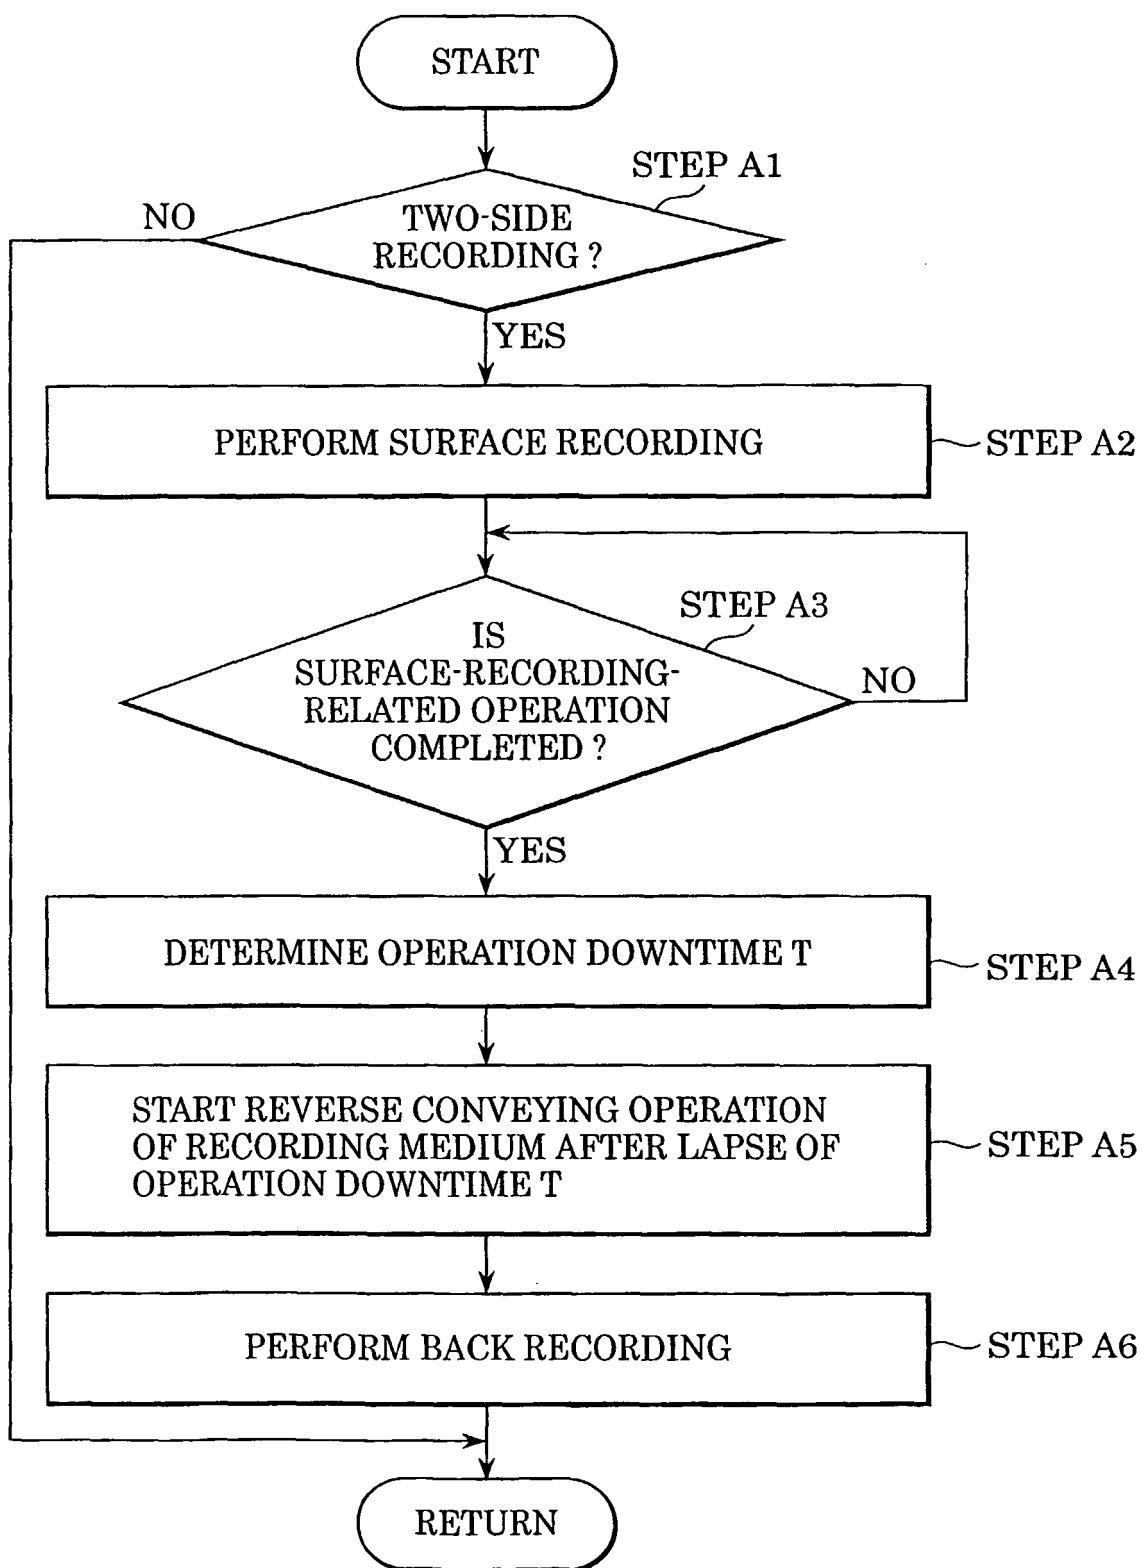 START
STEP A1
NO
TWO-SIDE
RECORDING ?
YES
PERFORM SURFACE RECORDING
STEP A2
STEP A3
IS
SURFACE-RECORDING-
RELATED OPERATION
COMPLETED ?
NO
YES
DETERMINE OPERATION DOWNTIME T
STEP A4
START REVERSE CONVEYING OPERATION
OF RECORDING MEDIUM AFTER LAPSE OF
OPERATION DOWNTIME T
STEP A5
PERFORM BACK RECORDING
STEP A6
RETURN